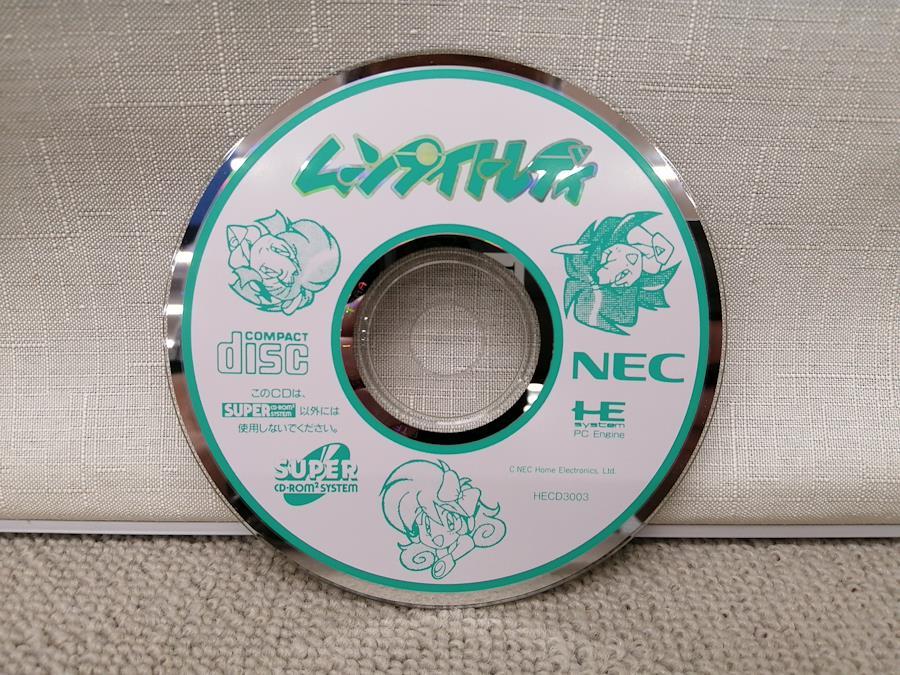 ムーンライトレディ
COMPACT
disc
このCDは、
SUPER CD-ROM² SYSTEM 以外には
使用しないでください。
SUPER
CD-ROM² SYSTEM
NEC
HE
system
PC Engine
C NEC Home Electronics, Ltd.
HECD3003